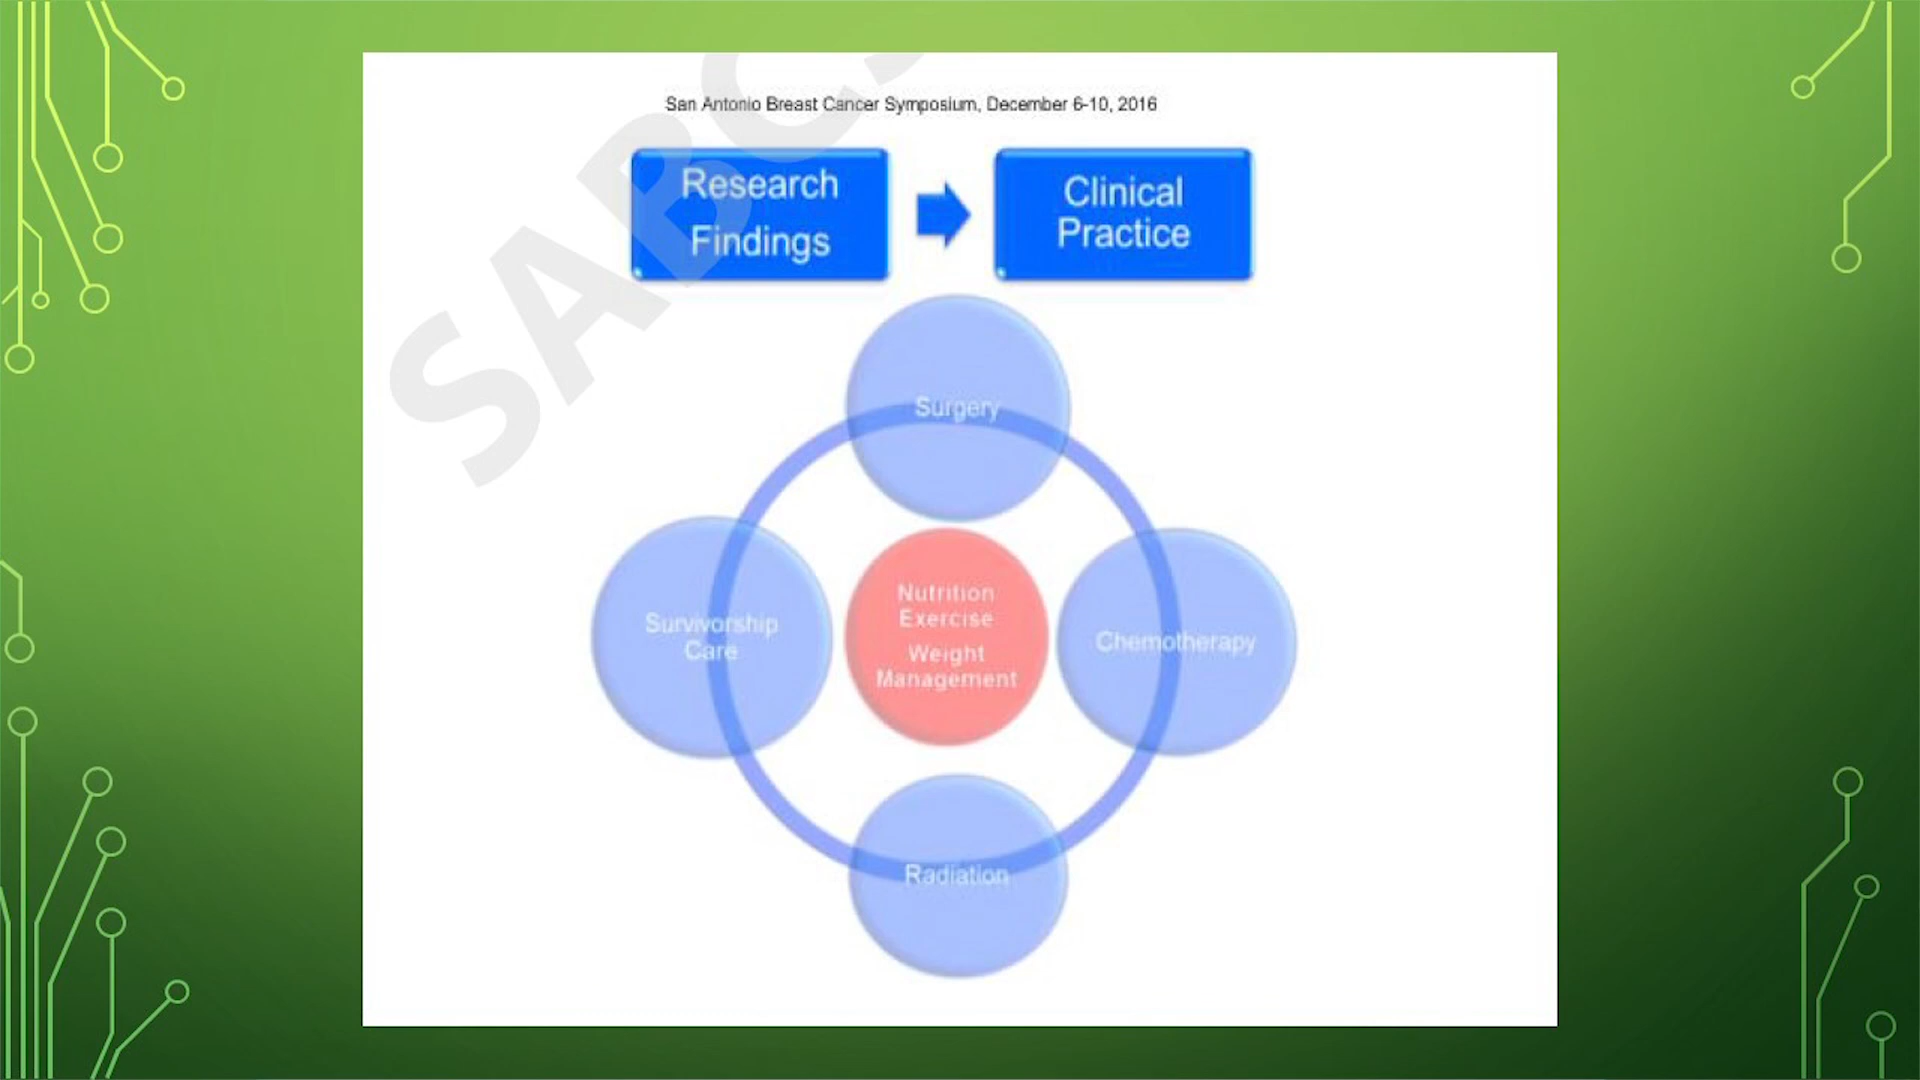 San Antonio Breast Cancer Symposium, December 6-10, 2016
Research
Findings
Clinical
Practice
Surgery
Survivorship
Care
Nutrition
Exercise
Weight
Management
Chemotherapy
Radiation